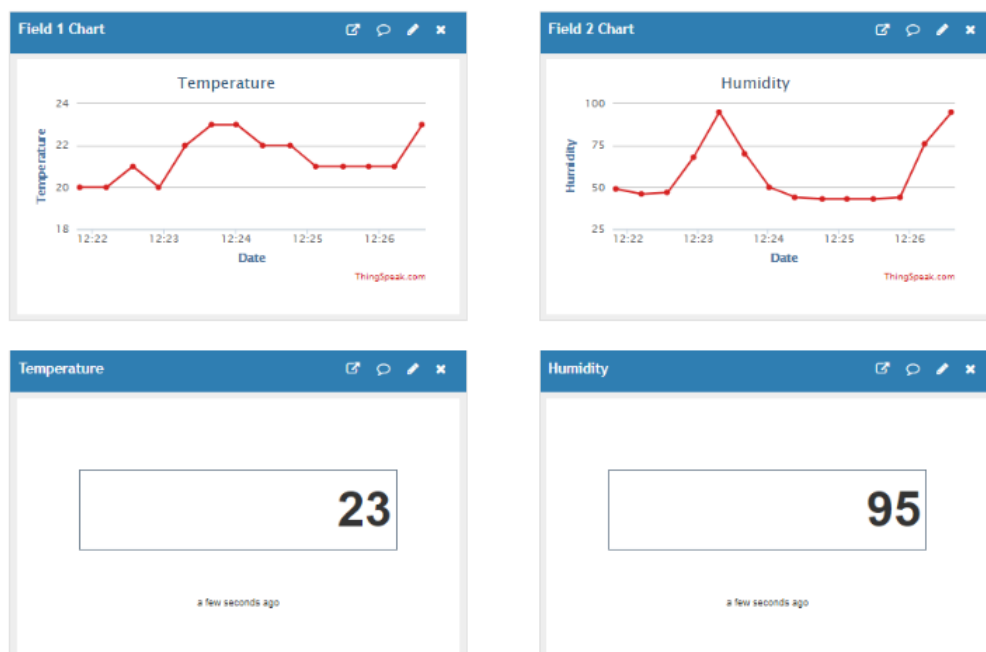 Field 1 Chart
Temperature
24
22
20
18
Temperature
12:22 12:23 12:24 12:25 12:26
Date
ThingSpeak.com
Field 2 Chart
Humidity
100
75
50
25
Humidity
12:22 12:23 12:24 12:25 12:26
Date
ThingSpeak.com
Temperature
23
a few seconds ago
Humidity
95
a few seconds ago